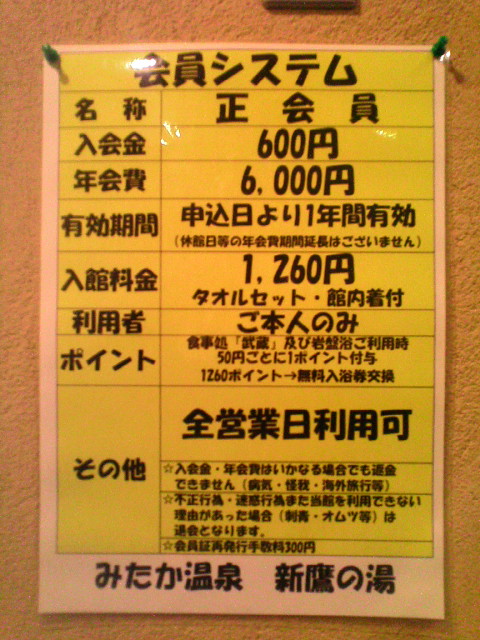 会員システム
名 称 正 会 員
入会金 600円
年会費 6,000円
有効期間 申込日より1年間有効
(休館日等の年会費期間延長はございません)
入館料金 1,260円
タオルセット・館内着付
利用者 ご本人のみ
ポイント 食事処「武蔵」及び岩盤浴ご利用時
50円ごとに1ポイント付与
1260ポイント→無料入浴券交換
その他 全営業日利用可
☆入会金・年会費はいかなる場合でも返金
できません(病気・怪我・海外旅行等)
☆不正行為・迷惑行為また当館を利用できない
理由があった場合(刺青・オムツ等)は
退会となります。
☆会員証再発行手数料300円
みたか温泉 新鷹の湯